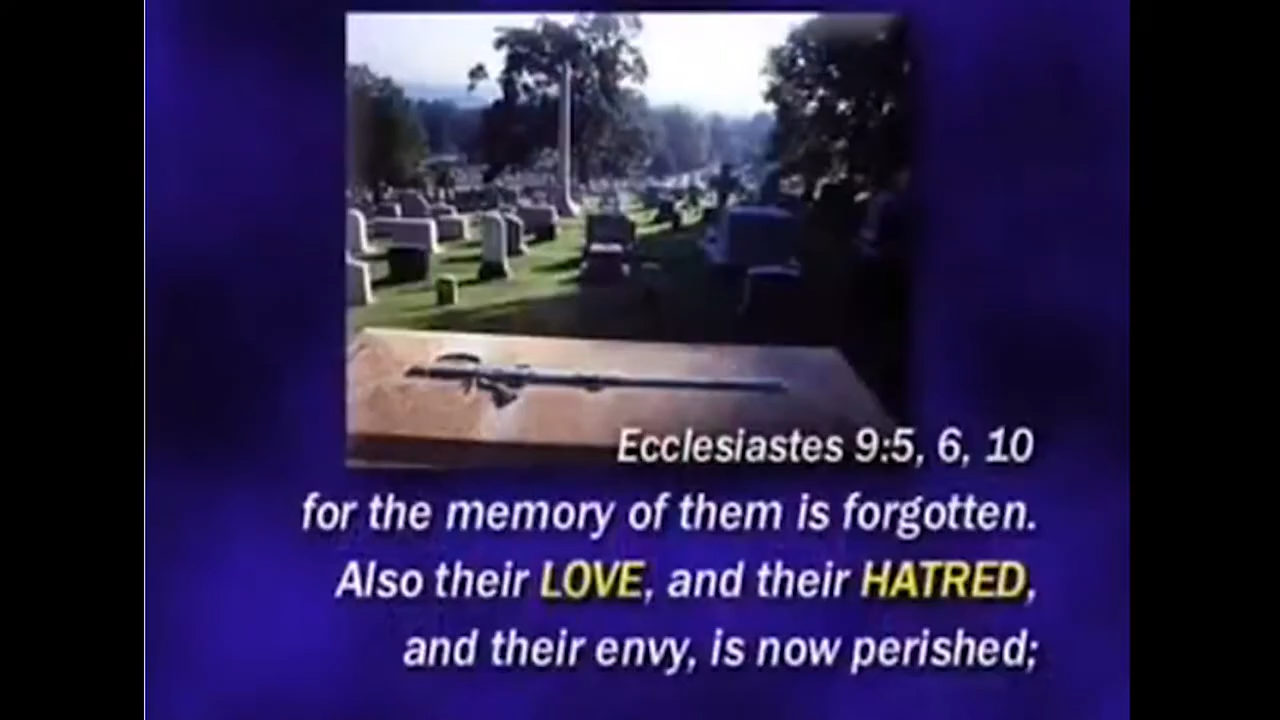 Ecclesiastes 9:5, 6, 10
for the memory of them is forgotten.
Also their LOVE, and their HATRED,
and their envy, is now perished;